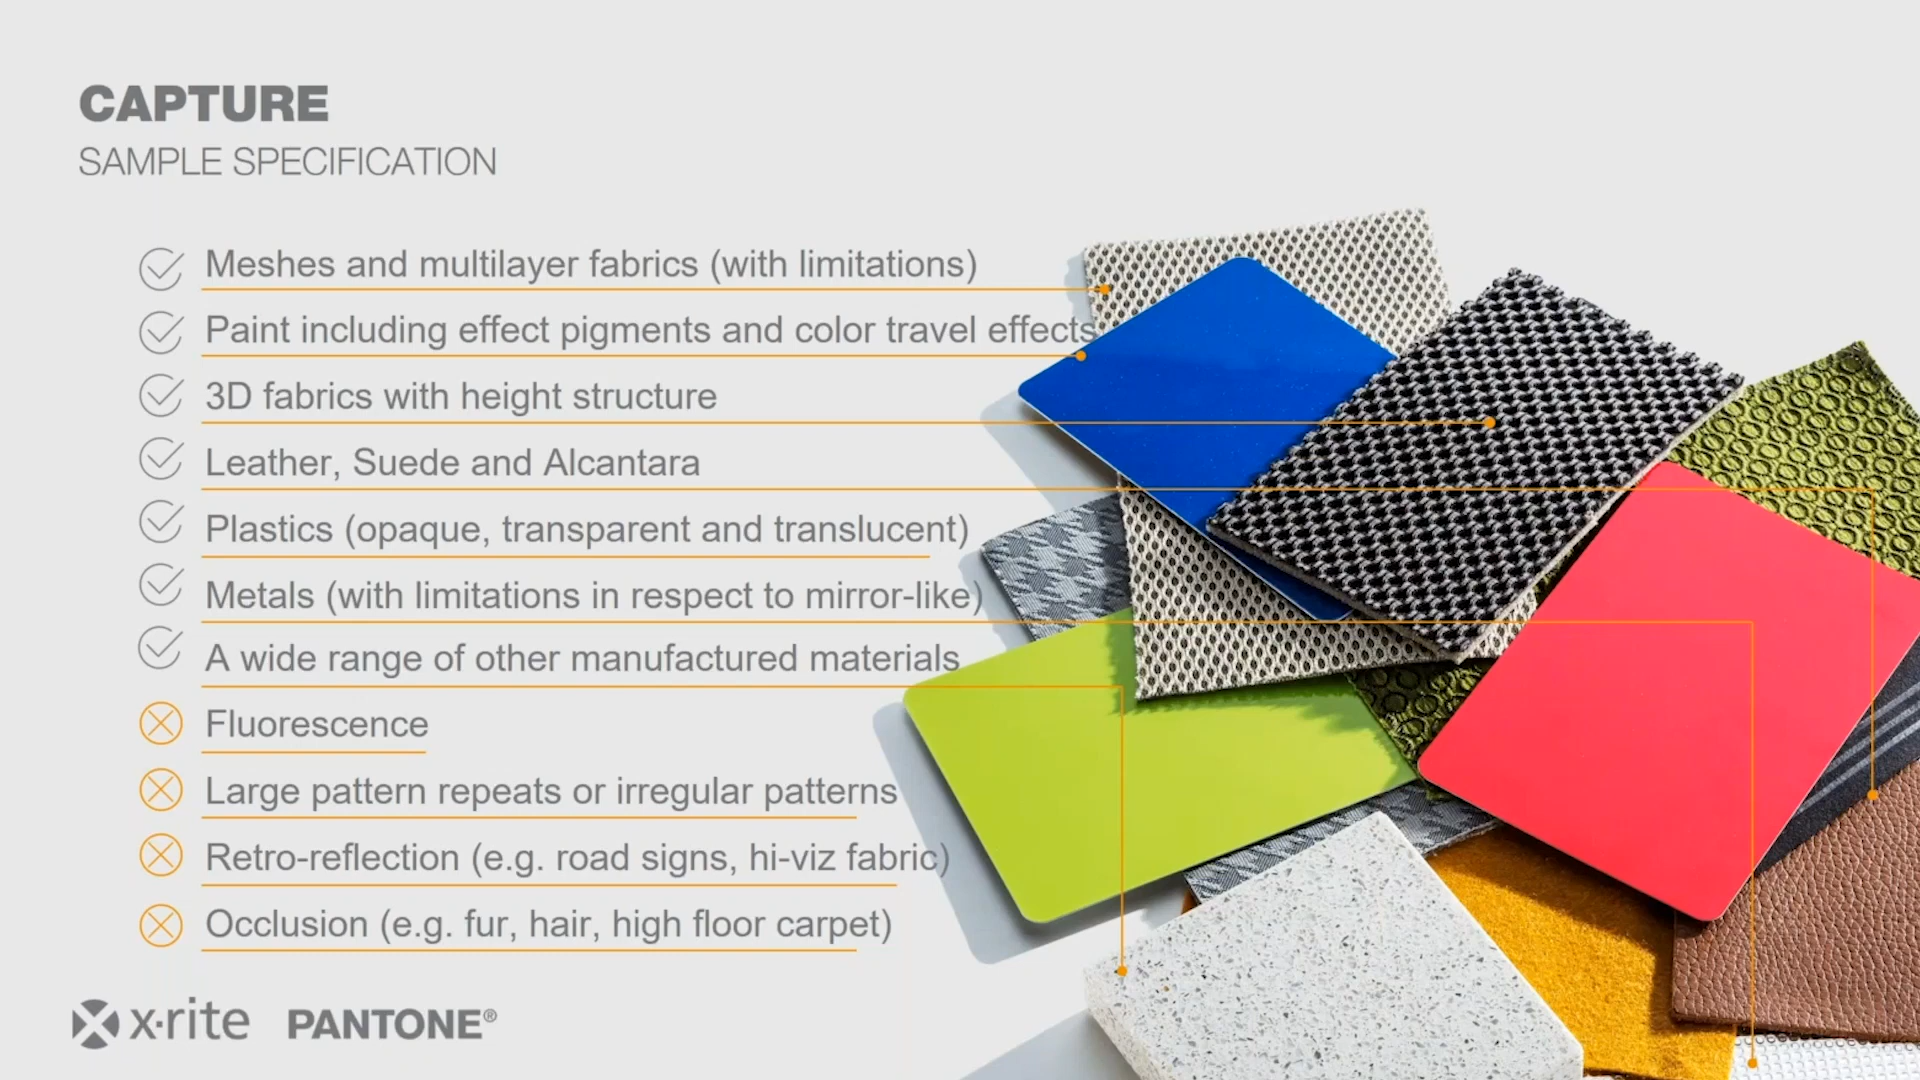 CAPTURE
SAMPLE SPECIFICATION
Meshes and multilayer fabrics (with limitations)
Paint including effect pigments and color travel effects
3D fabrics with height structure
Leather, Suede and Alcantara
Plastics (opaque, transparent and translucent)
Metals (with limitations in respect to mirror-like)
A wide range of other manufactured materials
Fluorescence
Large pattern repeats or irregular patterns
Retro-reflection (e.g. road signs, hi-viz fabric)
Occlusion (e.g. fur, hair, high floor carpet)
x·rite PANTONE®